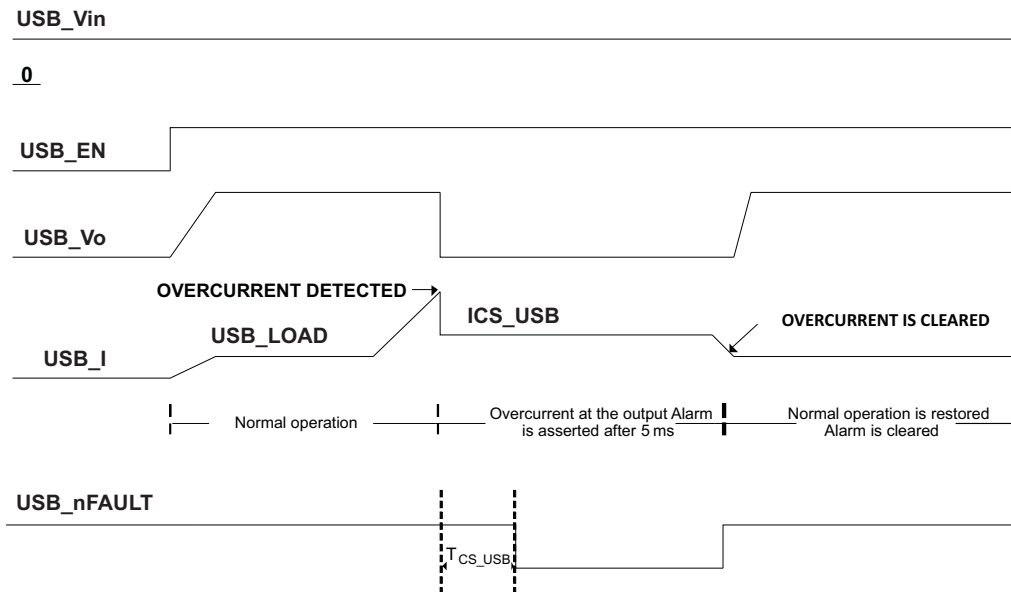 USB_Vin
0
USB_EN
USB_Vo
OVERCURRENT DETECTED
ICS_USB
OVERCURRENT IS CLEARED
USB_LOAD
USB_I
Normal operation
Overcurrent at the output Alarm
is asserted after 5 ms
Normal operation is restored
Alarm is cleared
USB_nFAULT
TCS_USB